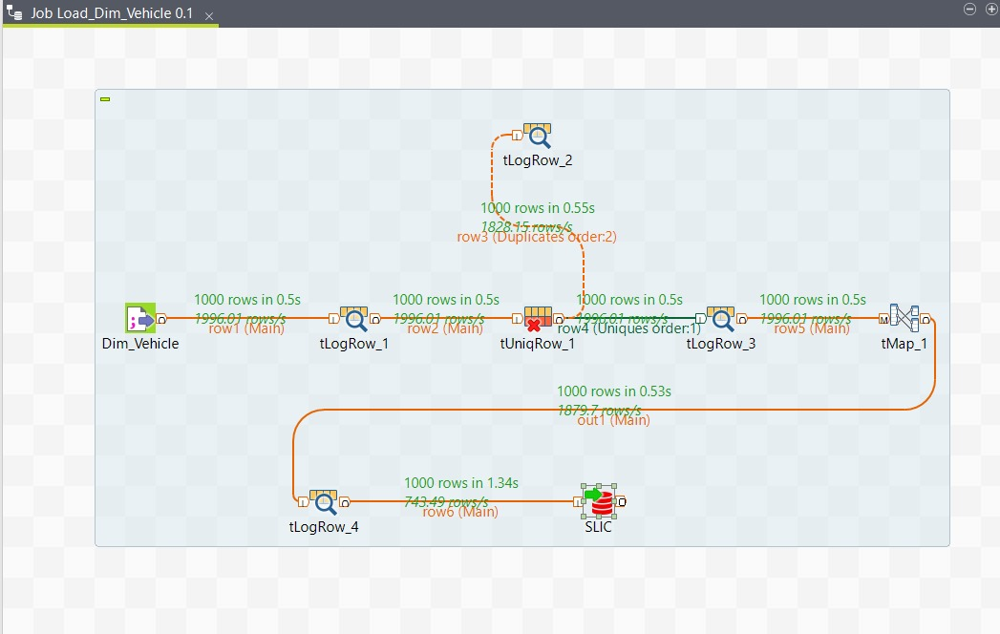 Job Load_Dim_Vehicle 0.1
tLogRow_2
1000 rows in 0.55s
1828.15 rows/s
row3 (Duplicates order:2)
1000 rows in 0.5s
1000 rows in 0.5s
1000 rows in 0.5s
1000 rows in 0.5s
1996.01 rows/s
1996.01 rows/s
1996.01 rows/s
1996.01 rows/s
row1 (Main)
row2 (Main)
row4 (Uniques order:1)
row5 (Main)
Dim_Vehicle
tLogRow_1
tUniqRow_1
tLogRow_3
tMap_1
1000 rows in 0.53s
1879.7 rows/s
out1 (Main)
1000 rows in 1.34s
743.49 rows/s
row6 (Main)
tLogRow_4
SLIC